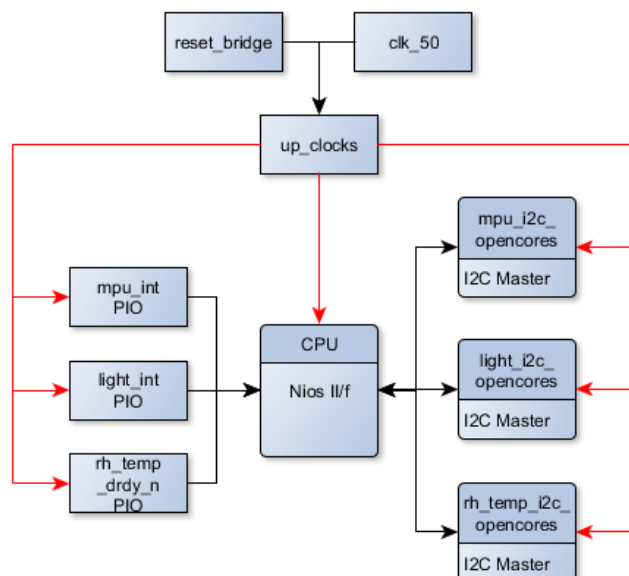 reset_bridge
clk_50
up_clocks
mpu_int
PIO
light_int
PIO
rh_temp
_drdy_n
PIO
CPU
Nios II/f
mpu_i2c_
opencores
I2C Master
light_i2c_
opencores
I2C Master
rh_temp_i2c_
opencores
I2C Master